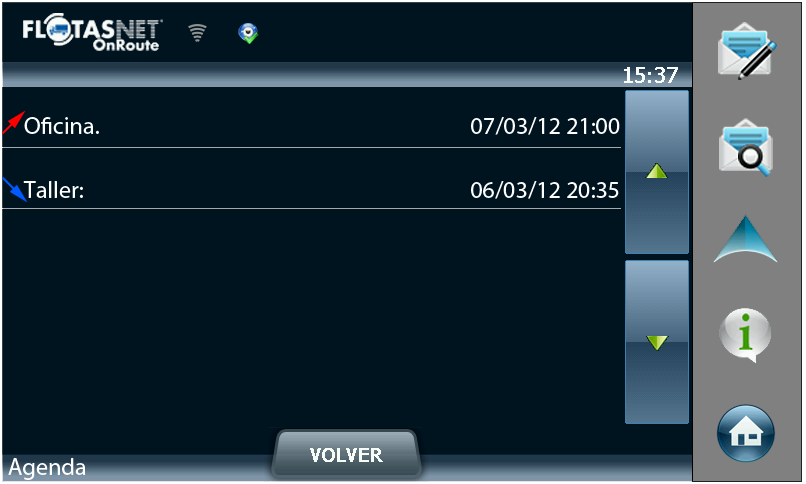 FLOTASNET
OnRoute
15:37
Oficina. 07/03/12 21:00
Taller: 06/03/12 20:35
VOLVER
Agenda